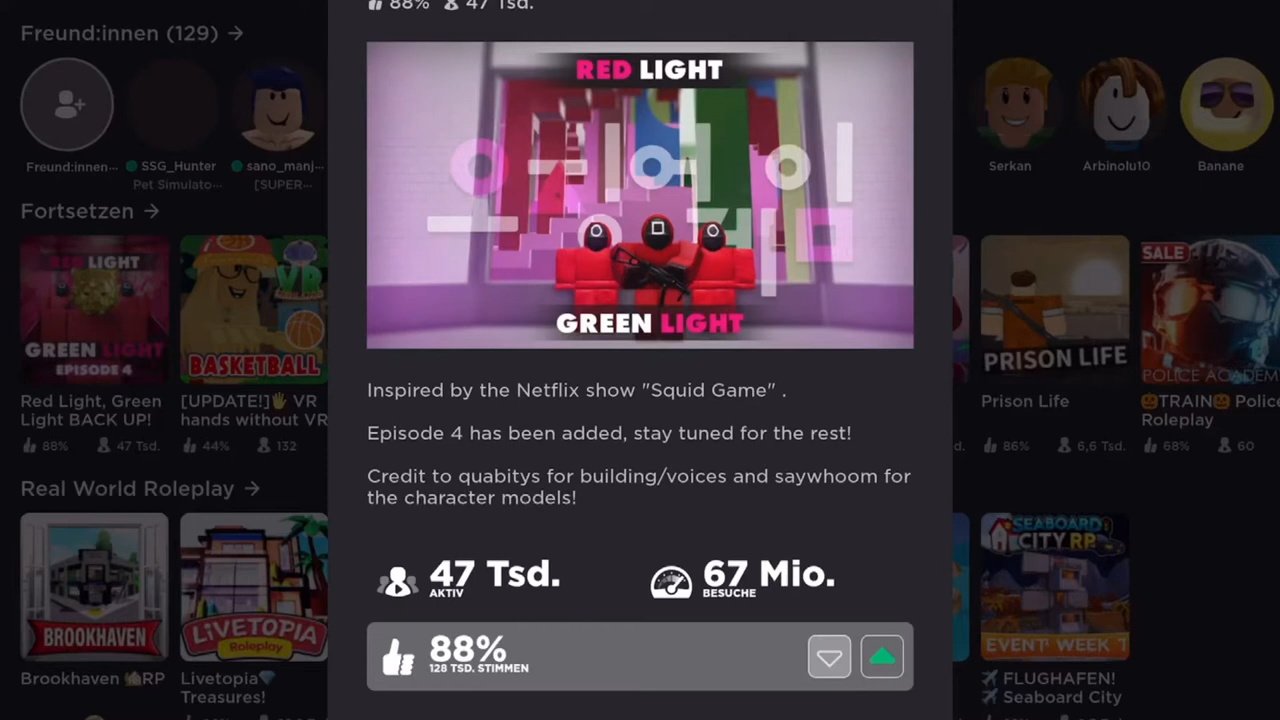 88% 47 Tsd.
Freund:innen (129) →
Freund:innen...
SSG_Hunter
Pet Simulato...
sano_manj...
[SUPER...
Serkan
Arbinolu10
Banane
RED LIGHT
오징어 게임
GREEN LIGHT
Fortsetzen →
RED LIGHT
GREEN LIGHT
EPISODE 4
VR
BASKETBALL
PRISON LIFE
SALE
POLICE ACADEM
Red Light, Green
Light BACK UP!
88% 47 Tsd.
[UPDATE!]🖐 VR
hands without VR
44% 132
Prison Life
86% 6,6 Tsd.
🎃TRAIN🎃 Police
Roleplay
68% 60
d.
Inspired by the Netflix show "Squid Game" .
Episode 4 has been added, stay tuned for the rest!
Credit to quabitys for building/voices and saywhoom for
the character models!
Real World Roleplay →
BROOKHAVEN
LIVETOPIA
Roleplay
SEABOARD
CITY RP
EVENT WEEK 1
Brookhaven 🏡RP
Livetopia💎
Treasures!
✈️ FLUGHAFEN!
✈️ Seaboard City
47 Tsd.
AKTIV
67 Mio.
BESUCHE
88%
128 TSD. STIMMEN